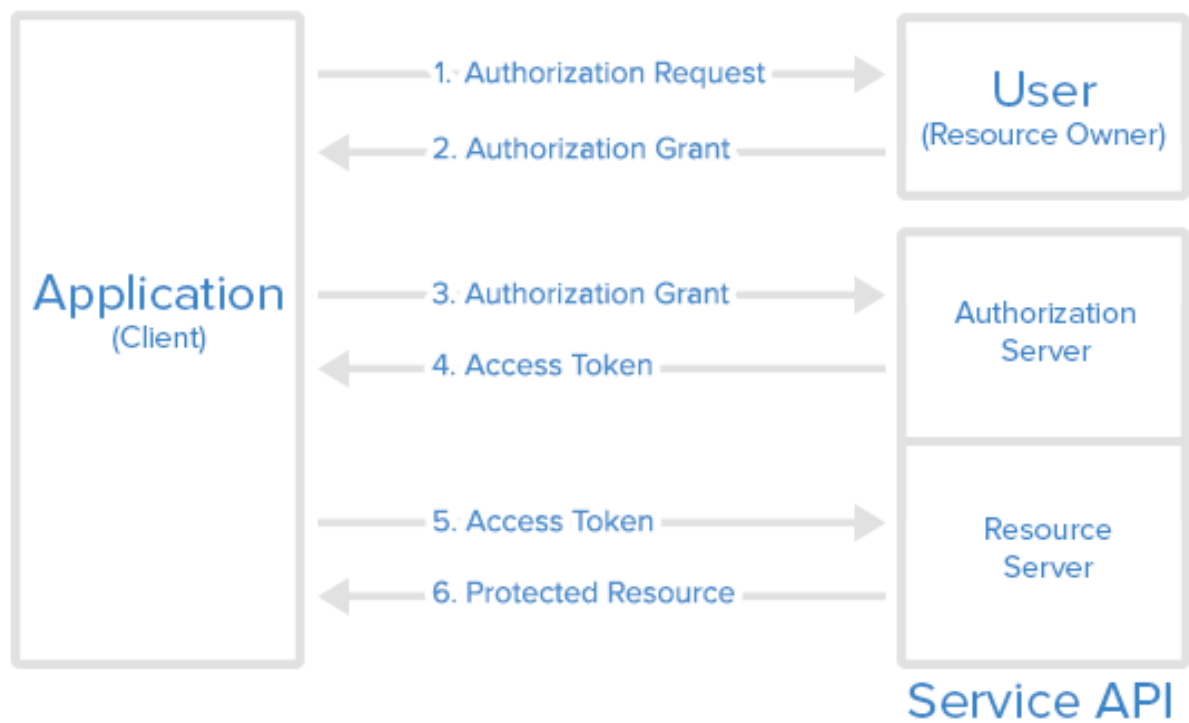 1. Authorization Request
User
(Resource Owner)
2. Authorization Grant
Application
(Client)
3. Authorization Grant
Authorization
Server
4. Access Token
5. Access Token
Resource
Server
6. Protected Resource
Service API